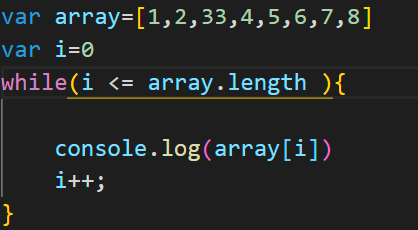 var array=[1,2,33,4,5,6,7,8]
var i=0
while(i <= array.length ){
console.log(array[i])
i++;
}